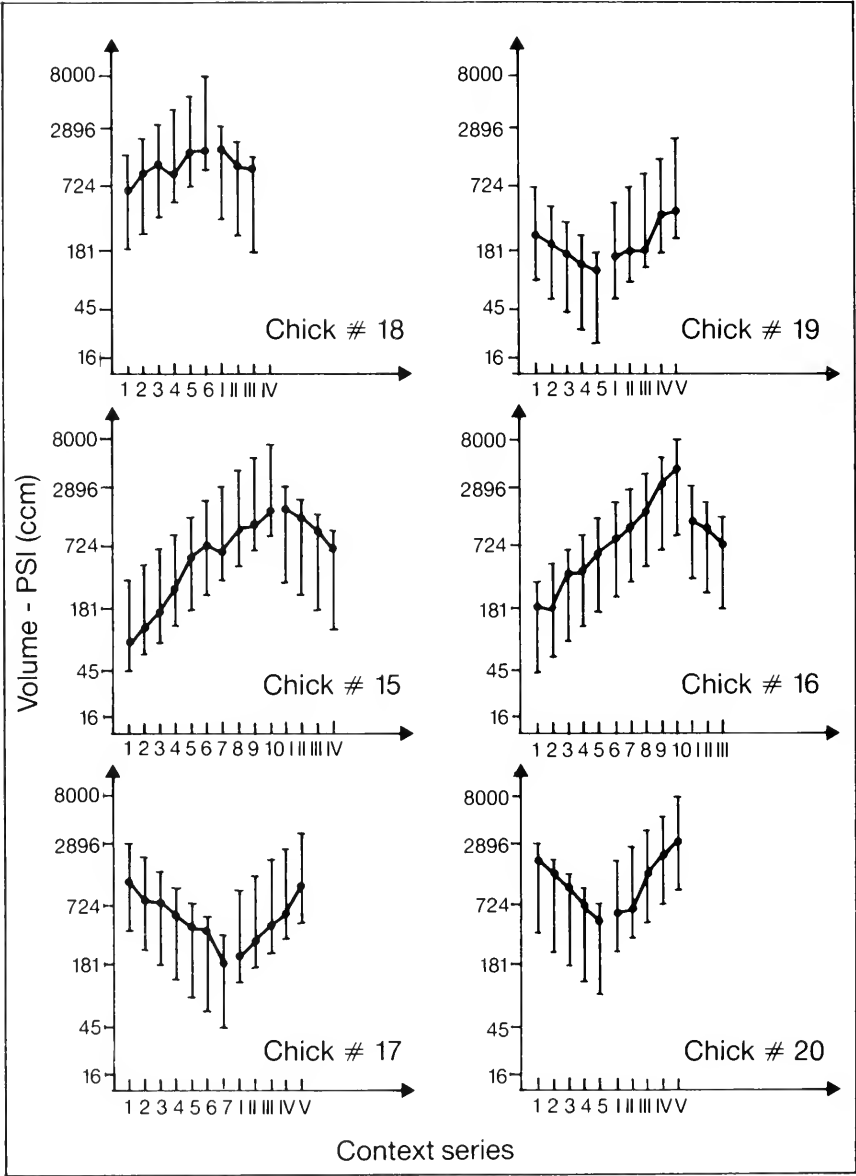 8000
2896
724
181
45
16
Chick # 18
1 2 3 4 5 6 I II III IV
8000
2896
724
181
45
16
Chick # 19
1 2 3 4 5 I II III IV V
Volume - PSI (ccm)
8000
2896
724
181
45
16
Chick # 15
1 2 3 4 5 6 7 8 9 10 I II III IV
8000
2896
724
181
45
16
Chick # 16
1 2 3 4 5 6 7 8 9 10 I II III
8000
2896
724
181
45
16
Chick # 17
1 2 3 4 5 6 7 I II III IV V
8000
2896
724
181
45
16
Chick # 20
1 2 3 4 5 I II III IV V
Context series